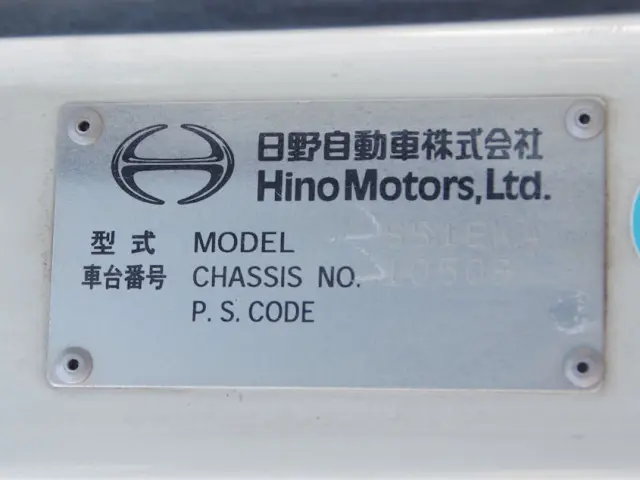 日野自動車株式会社
Hino Motors, Ltd.
型式 MODEL
車台番号 CHASSIS NO.
P. S. CODE